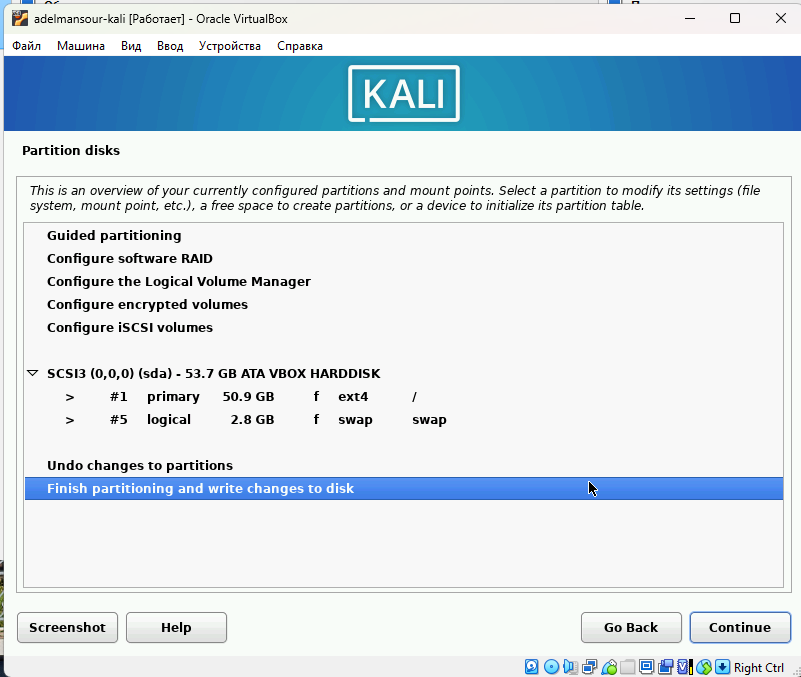 adelmansour-kali [Работает] - Oracle VirtualBox
Файл Машина Вид Ввод Устройства Справка
KALI
Partition disks
This is an overview of your currently configured partitions and mount points. Select a partition to modify its settings (file
system, mount point, etc.), a free space to create partitions, or a device to initialize its partition table.
Guided partitioning
Configure software RAID
Configure the Logical Volume Manager
Configure encrypted volumes
Configure iSCSI volumes
SCSI3 (0,0,0) (sda) - 53.7 GB ATA VBOX HARDDISK
> #1 primary 50.9 GB f ext4 /
> #5 logical 2.8 GB f swap swap
Undo changes to partitions
Finish partitioning and write changes to disk
Screenshot Help Go Back Continue
Right Ctrl